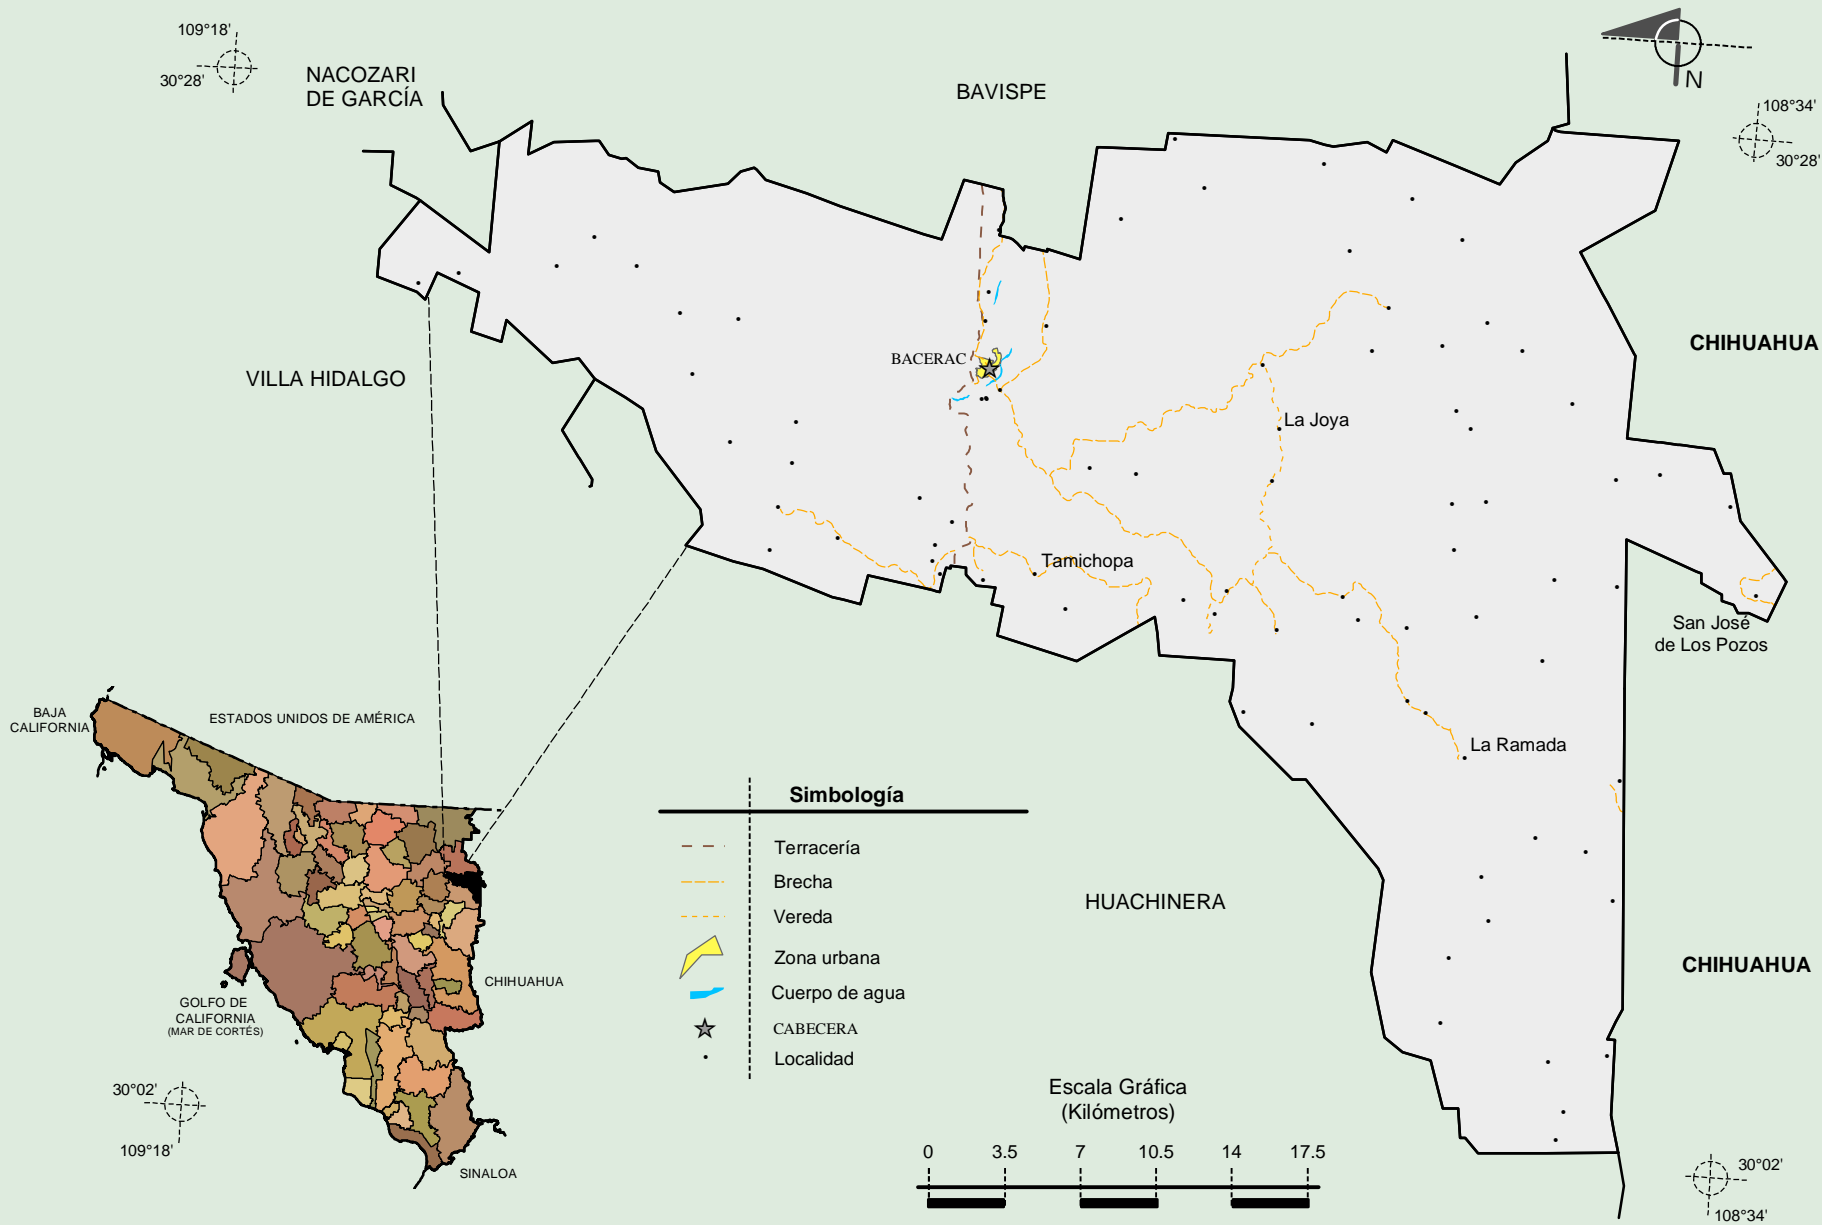 109°18'
30°28'
NACOZARI
DE GARCÍA
BAVISPE
N
108°34'
30°28'
CHIHUAHUA
BACERAC
VILLA HIDALGO
La Joya
Tamichopa
San José
de Los Pozos
La Ramada
BAJA
CALIFORNIA
ESTADOS UNIDOS DE AMÉRICA
CHIHUAHUA
GOLFO DE
CALIFORNIA
(MAR DE CORTÉS)
SINALOA
30°02'
109°18'
Simbología
Terracería
Brecha
Vereda
Zona urbana
Cuerpo de agua
CABECERA
Localidad
HUACHINERA
CHIHUAHUA
Escala Gráfica
(Kilómetros)
0 3.5 7 10.5 14 17.5
30°02'
108°34'